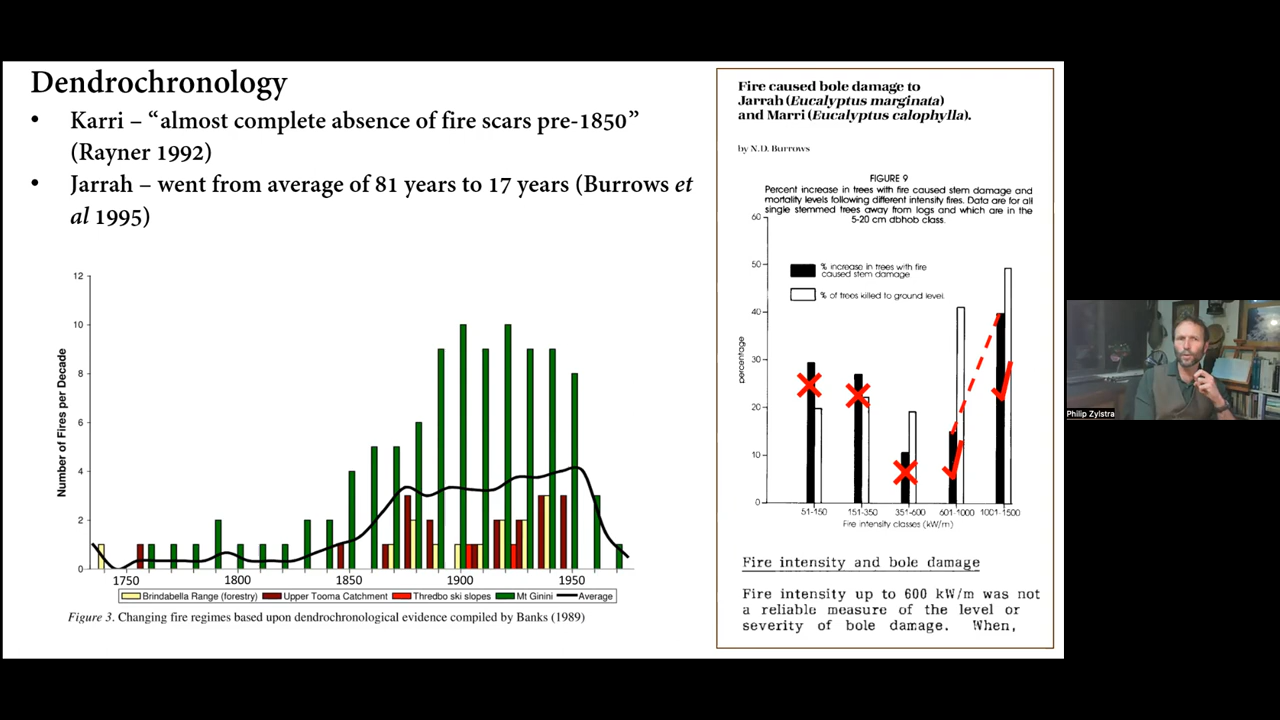 Dendrochronology
• Karri – “almost complete absence of fire scars pre-1850”
(Rayner 1992)
• Jarrah – went from average of 81 years to 17 years (Burrows et
al 1995)
Number of Fires per Decade
12
10
8
6
4
2
0
1750 1800 1850 1900 1950
Brindabella Range (forestry) Upper Tooma Catchment Thredbo ski slopes Mt Ginini Average
Figure 3. Changing fire regimes based upon dendrochronological evidence compiled by Banks (1989)
Fire caused bole damage to
Jarrah (Eucalyptus marginata)
and Marri (Eucalyptus calophylla).
by N.D. Burrows
FIGURE 9
Percent increase in trees with fire caused stem damage and
mortality levels following different intensity fires. Data are for all
single stemmed trees away from logs and which are in the
5-20 cm dbhob class.
60
50
40
30
20
10
0
percentage
% increase in trees with fire
caused stem damage
% of trees killed to ground level.
51-150 151-350 351-600 601-1000 1001-1500
Fire intensity classes (kW/m)
Fire intensity and bole damage
Fire intensity up to 600 kW/m was not
a reliable measure of the level or
severity of bole damage. When,
Philip Zylstra